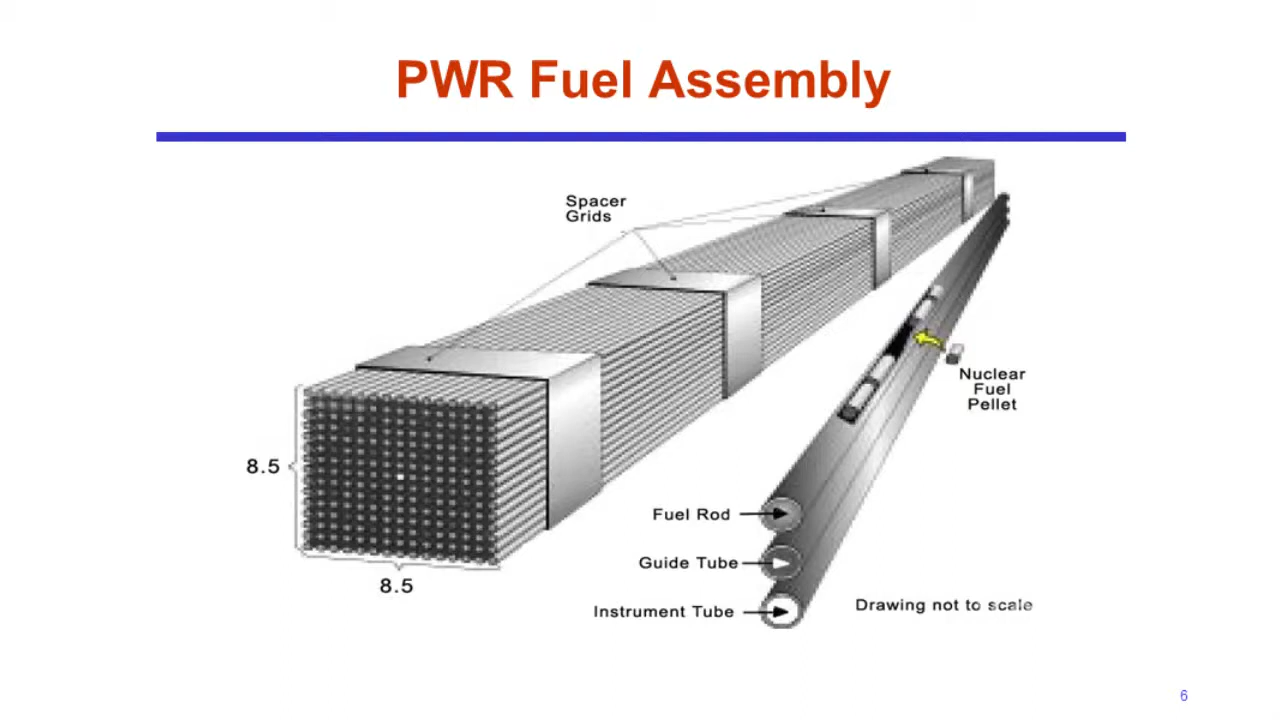 PWR Fuel Assembly
Spacer
Grids
Nuclear
Fuel
Pellet
8.5
Fuel Rod
Guide Tube
8.5
Instrument Tube
Drawing not to scale
6